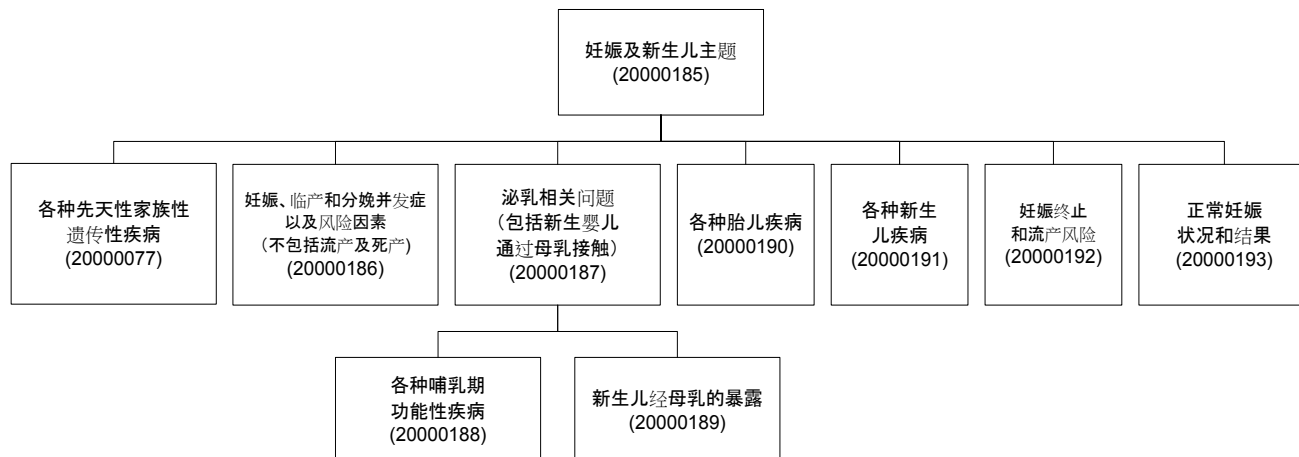 妊娠及新生儿主题
(20000185)
各种先天性家族性
遗传性疾病
(20000077)
妊娠、临产和分娩并发症
以及风险因素
（不包括流产及死产)
(20000186)
泌乳相关问题
（包括新生婴儿
通过母乳接触）
(20000187)
各种胎儿疾病
(20000190)
各种新生
儿疾病
(20000191)
妊娠终止
和流产风险
(20000192)
正常妊娠
状况和结果
(20000193)
各种哺乳期
功能性疾病
(20000188)
新生儿经母乳的暴露
(20000189)